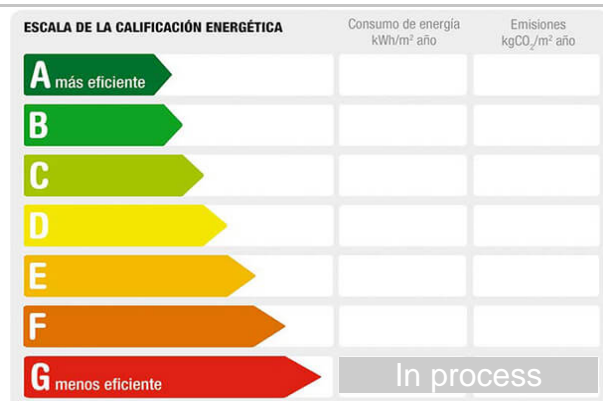 ESCALA DE LA CALIFICACIÓN ENERGÉTICA
Consumo de energía
kWh/m² año
Emisiones
kgCO₂/m² año
A más eficiente
B
C
D
E
F
G menos eficiente
In process